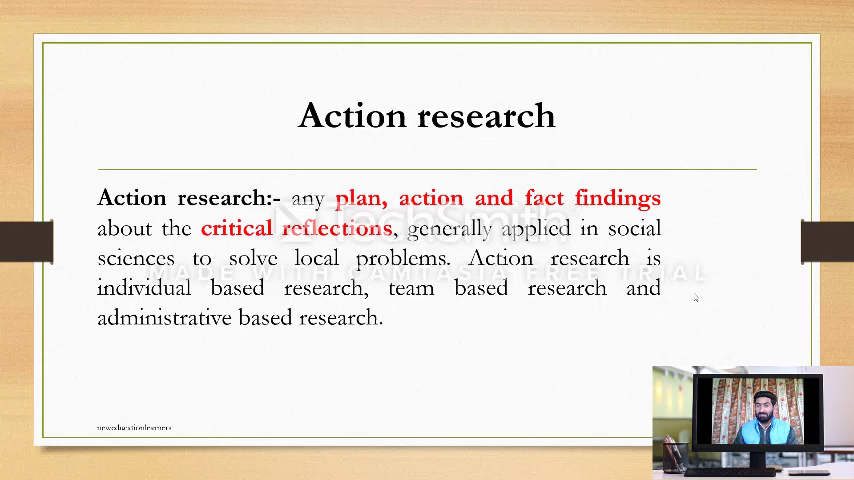 Action research
Action research:- any plan, action and fact findings
about the critical reflections, generally applied in social
sciences to solve local problems. Action research is
individual based research, team based research and
administrative based research.
TechSmith
MADE WITH CAMTASIA FREE TRIAL
neweducationlearners